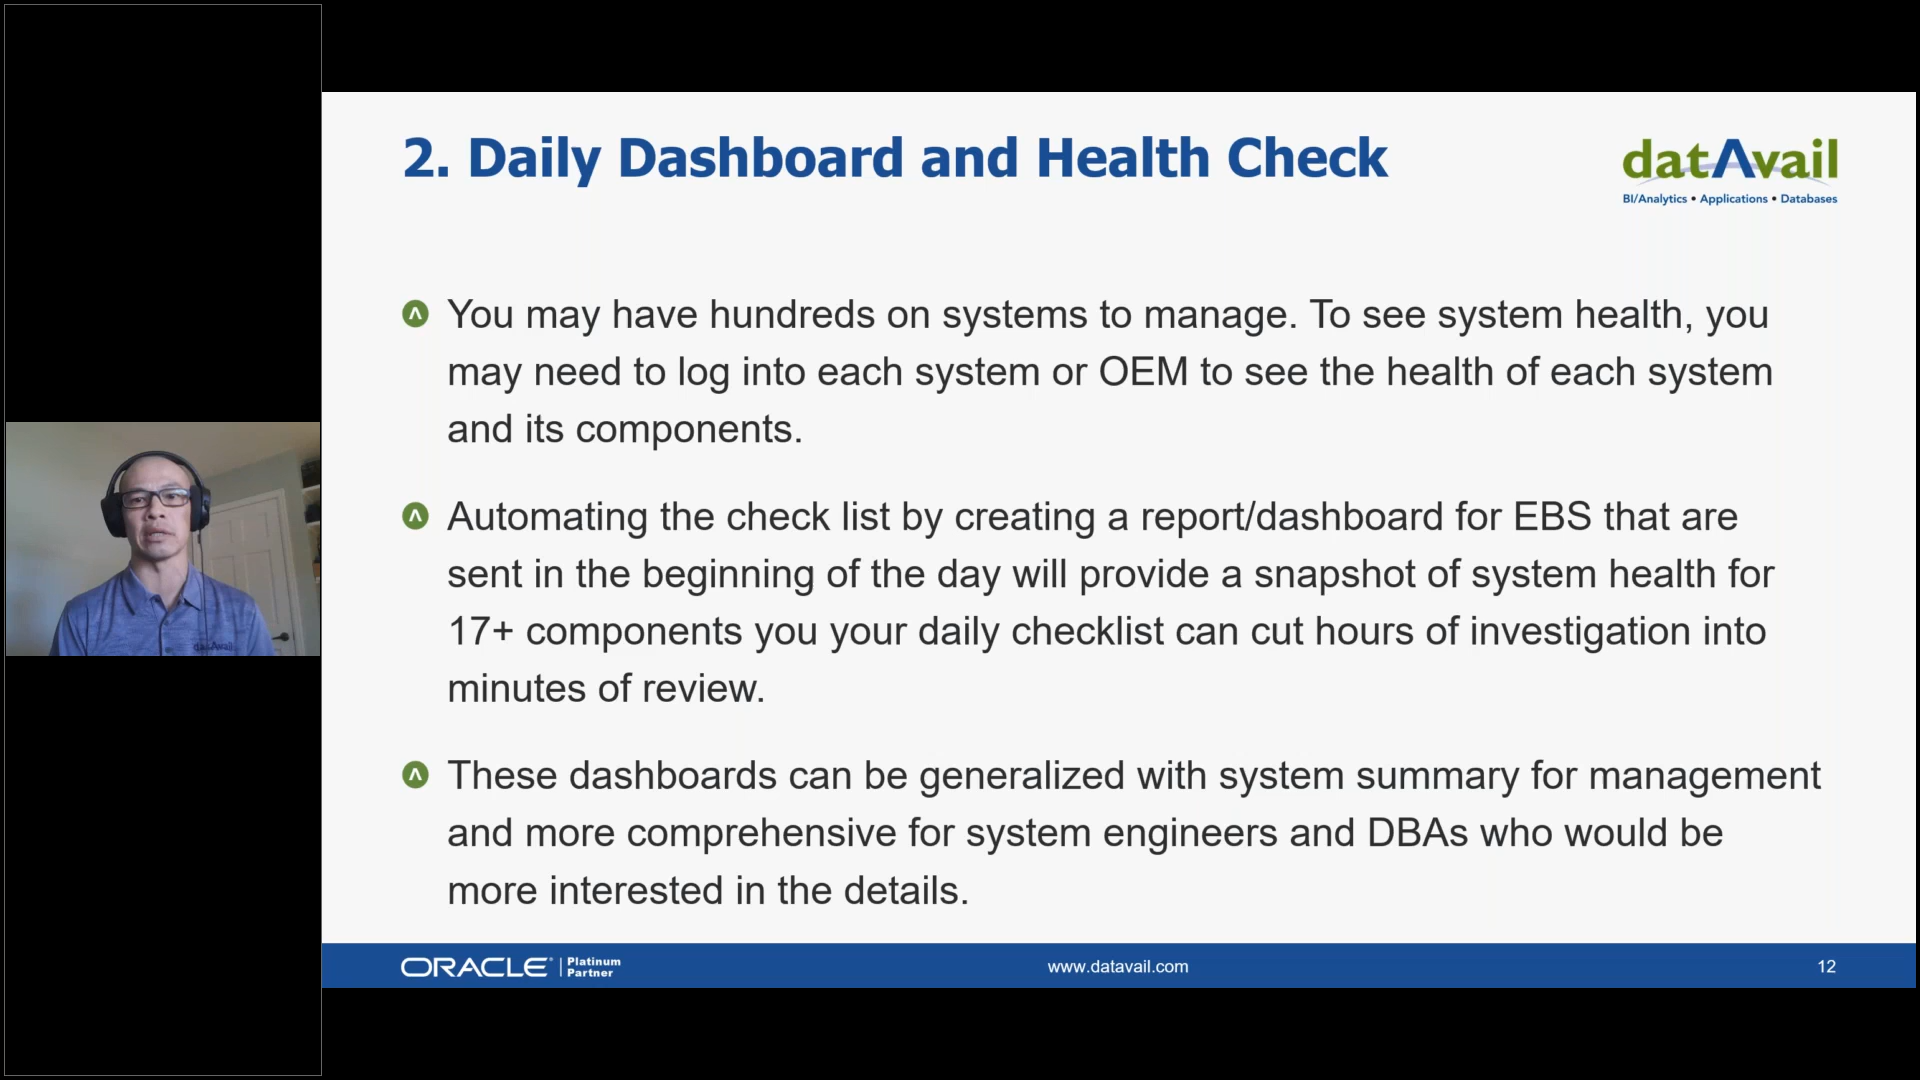 2. Daily Dashboard and Health Check
datAvail
BI/Analytics • Applications • Databases
You may have hundreds on systems to manage. To see system health, you
may need to log into each system or OEM to see the health of each system
and its components.
Automating the check list by creating a report/dashboard for EBS that are
sent in the beginning of the day will provide a snapshot of system health for
17+ components you your daily checklist can cut hours of investigation into
minutes of review.
These dashboards can be generalized with system summary for management
and more comprehensive for system engineers and DBAs who would be
more interested in the details.
datAvail
ORACLE | Platinum
Partner
www.datavail.com
12